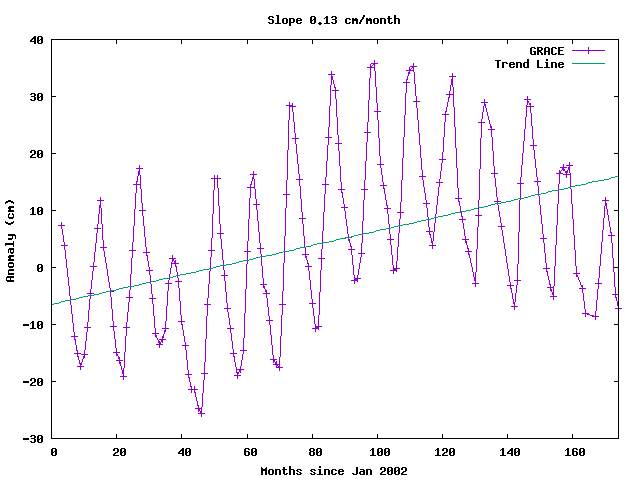 Slope 0.13 cm/month
GRACE
Trend Line
Anomaly (cm)
40
30
20
10
0
-10
-20
-30
0 20 40 60 80 100 120 140 160
Months since Jan 2002